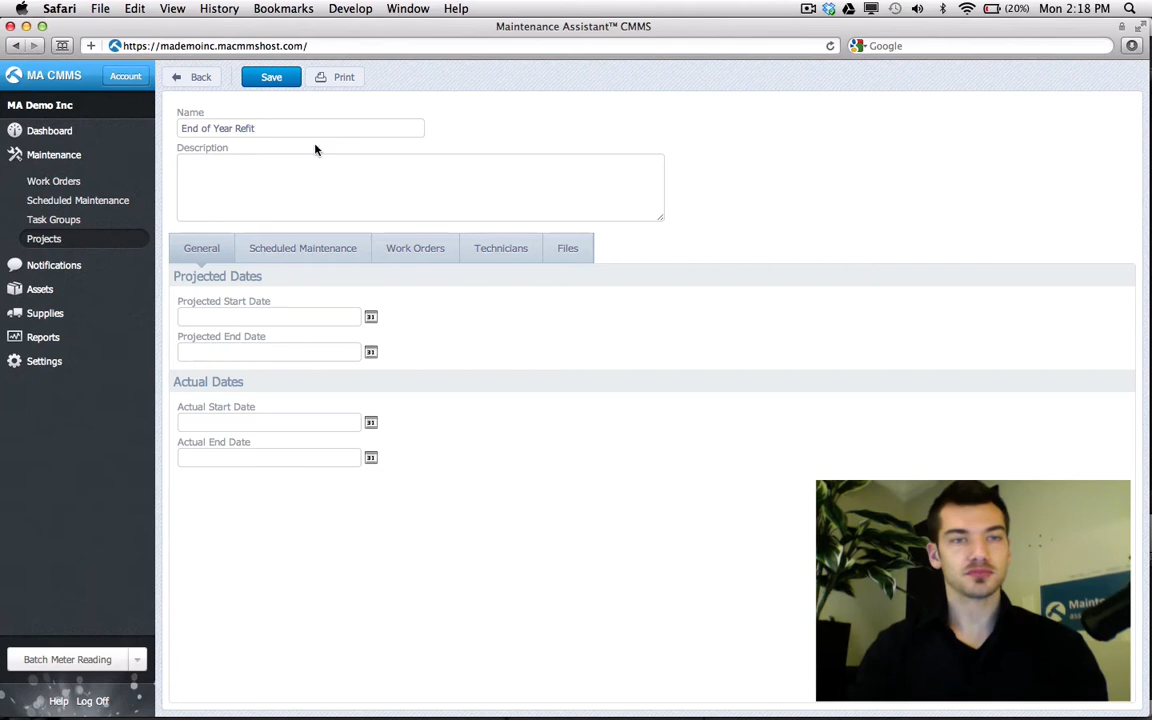 Safari File Edit View History Bookmarks Develop Window Help (20%) Mon 2:18 PM
Maintenance Assistant™ CMMS
https://mademoinc.macmmshost.com/ Google
MA CMMS Account Back Save Print
MA Demo Inc
Name
End of Year Refit
Description
Dashboard
Maintenance
Work Orders
Scheduled Maintenance
Task Groups
Projects
Notifications
Assets
Supplies
Reports
Settings
General Scheduled Maintenance Work Orders Technicians Files
Projected Dates
Projected Start Date
31
Projected End Date
31
Actual Dates
Actual Start Date
31
Actual End Date
31
Batch Meter Reading
Help Log Off